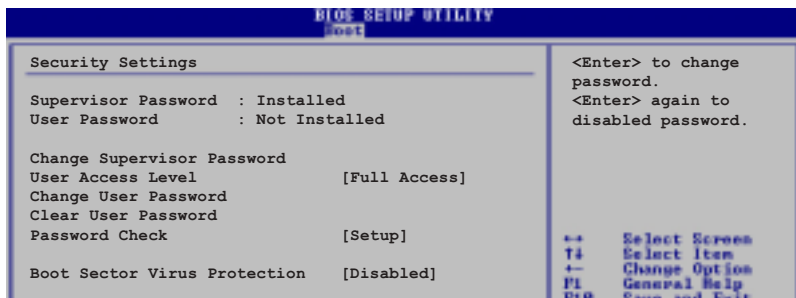 BIOS SETUP UTILITY
Boot
Security Settings
Supervisor Password : Installed
User Password : Not Installed
Change Supervisor Password
User Access Level [Full Access]
Change User Password
Clear User Password
Password Check [Setup]
Boot Sector Virus Protection [Disabled]
<Enter> to change
password.
<Enter> again to
disabled password.
Select Screen
Select Item
Change Option
F1 General Help
F10 Save and Exit